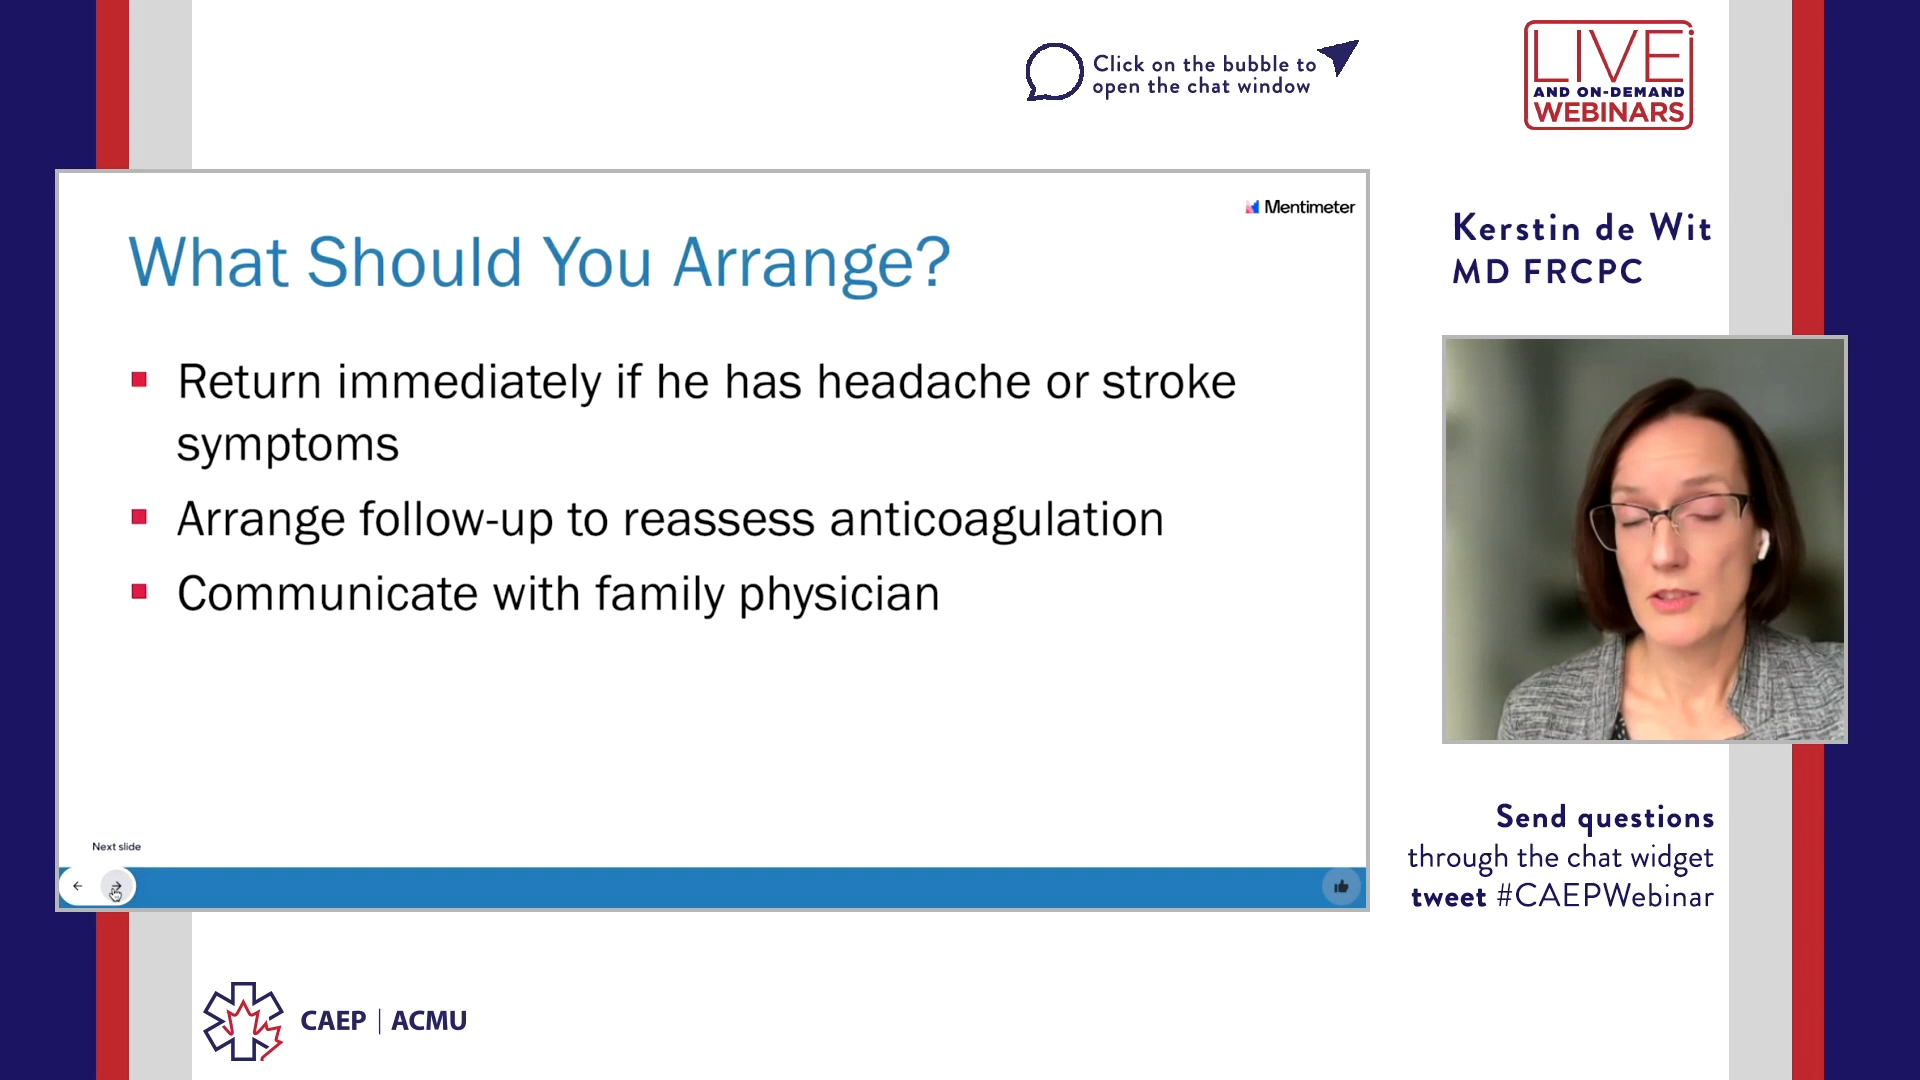 Click on the bubble to
open the chat window
LIVE
AND ON-DEMAND
WEBINARS
Mentimeter
What Should You Arrange?
Return immediately if he has headache or stroke
symptoms
Arrange follow-up to reassess anticoagulation
Communicate with family physician
Next slide
Kerstin de Wit
MD FRCPC
Send questions
through the chat widget
tweet #CAEPWebinar
CAEP | ACMU